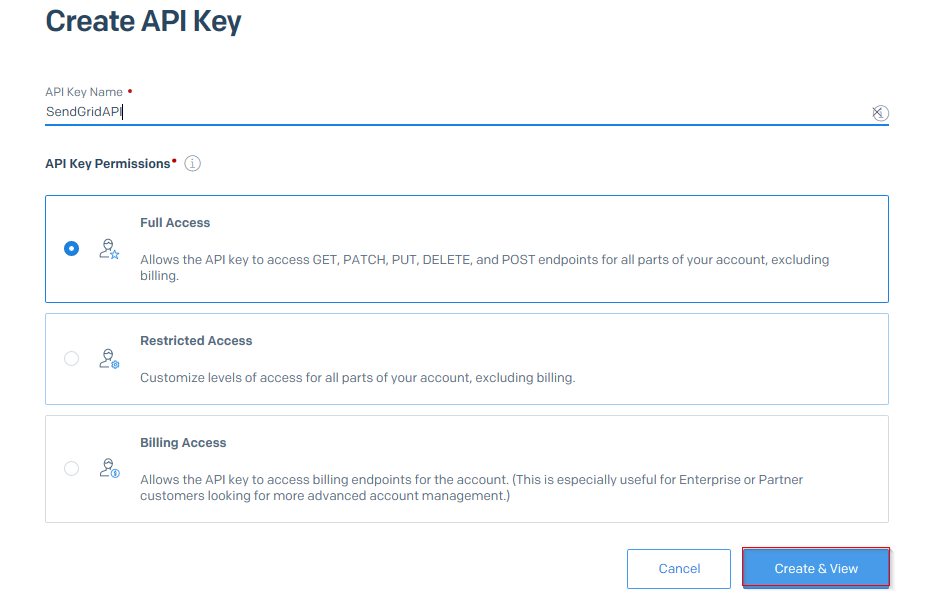 Create API Key
API Key Name •
SendGridAPI
API Key Permissions•
Full Access
Allows the API key to access GET, PATCH, PUT, DELETE, and POST endpoints for all parts of your account, excluding
billing.
Restricted Access
Customize levels of access for all parts of your account, excluding billing.
Billing Access
Allows the API key to access billing endpoints for the account. (This is especially useful for Enterprise or Partner
customers looking for more advanced account management.)
Cancel
Create & View